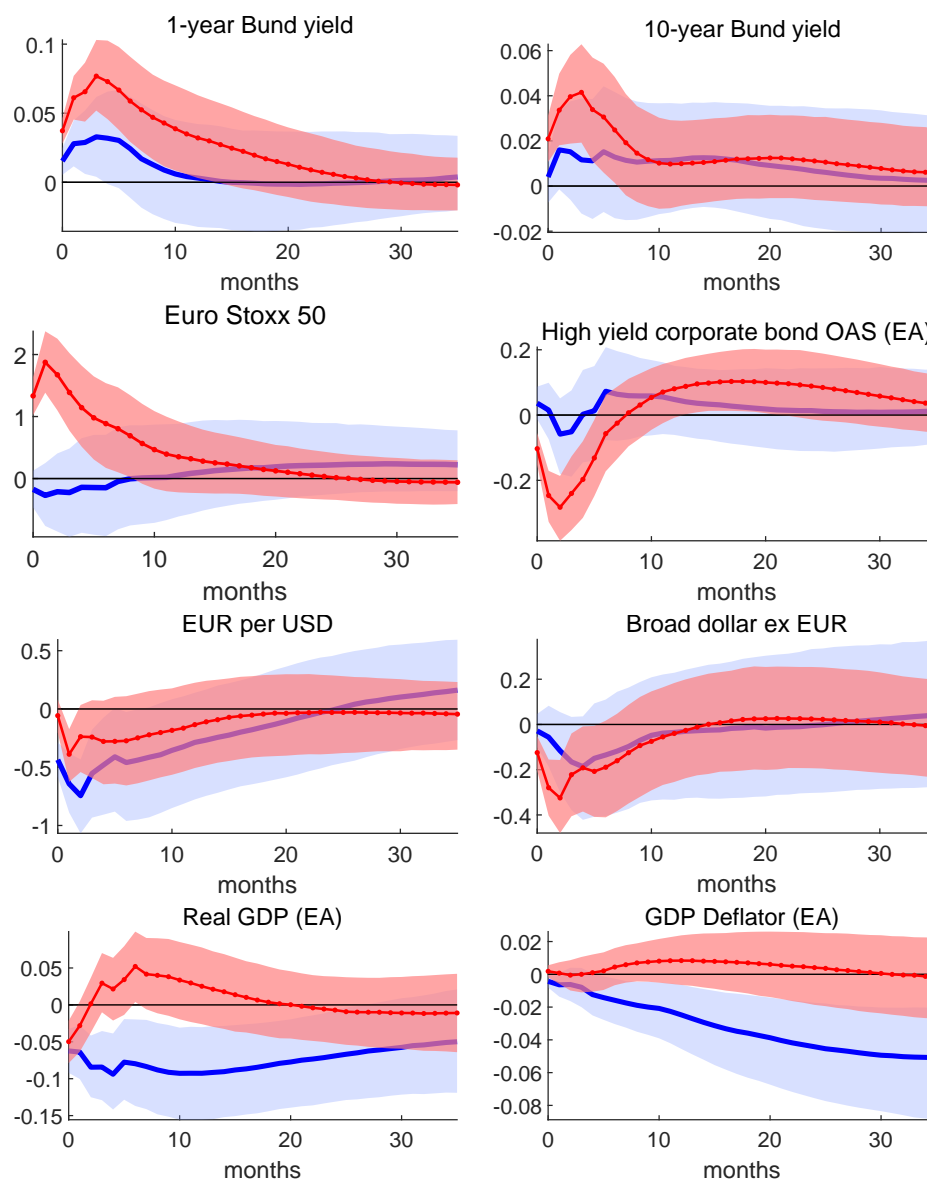 1-year Bund yield
0.1
0.05
0
0 10 20 30
months
10-year Bund yield
0.06
0.04
0.02
0
-0.02
0 10 20 30
months
Euro Stoxx 50
2
1
0
0 10 20 30
months
High yield corporate bond OAS (EA)
0.2
0
-0.2
0 10 20 30
months
EUR per USD
0.5
0
-0.5
-1
0 10 20 30
months
Broad dollar ex EUR
0.2
0
-0.2
-0.4
0 10 20 30
months
Real GDP (EA)
0.05
0
-0.05
-0.1
-0.15
0 10 20 30
months
GDP Deflator (EA)
0.02
0
-0.02
-0.04
-0.06
-0.08
0 10 20 30
months